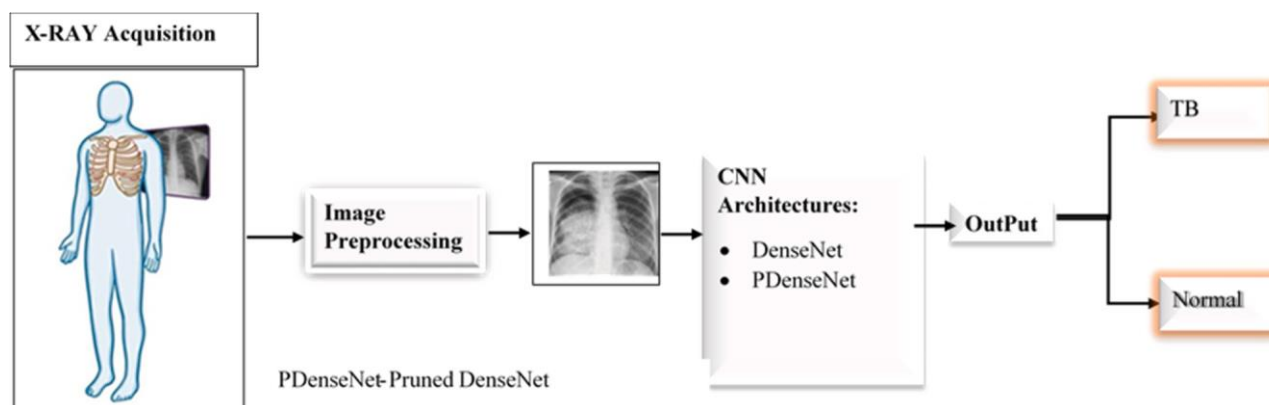 X-RAY Acquisition
Image
Preprocessing
CNN
Architectures:
• DenseNet
• PDenseNet
OutPut
TB
Normal
PDenseNet-Pruned DenseNet